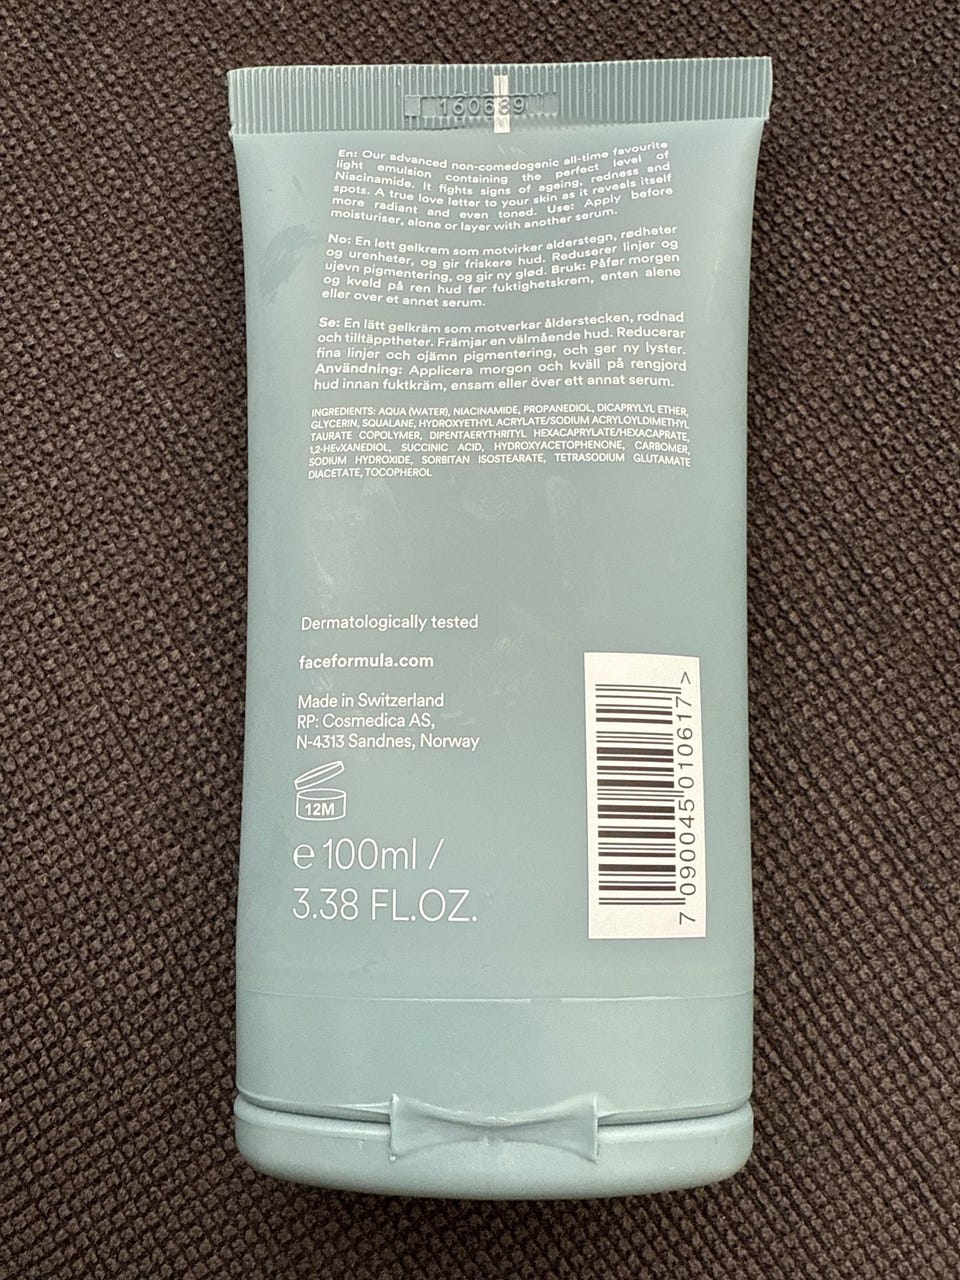 160689
En: Our advanced non-comedogenic all-time favourite
light emulsion containing the perfect level of
Niacinamide. It fights signs of ageing, redness and
spots. A true love letter to your skin as it reveals itself
more radiant and even toned. Use: Apply before
moisturiser, alone or layer with another serum.
No: En lett gelkrem som motvirker alderstegn, rødheter
og urenheter, og gir friskere hud. Reduserer linjer og
ujevn pigmentering, og gir ny glød. Bruk: Påfør morgen
og kveld på ren hud før fuktighetskrem, enten alene
eller over et annet serum.
Se: En lätt gelkräm som motverkar ålderstecken, rodnad
och tilltäpptheter. Främjar en välmående hud. Reducerar
fina linjer och ojämn pigmentering, och ger ny lyster.
Användning: Applicera morgon och kväll på rengjord
hud innan fuktkräm, ensam eller över ett annat serum.
INGREDIENTS: AQUA (WATER), NIACINAMIDE, PROPANEDIOL, DICAPRYLYL ETHER,
GLYCERIN, SQUALANE, HYDROXYETHYL ACRYLATE/SODIUM ACRYLOYLDIMETHYL
TAURATE COPOLYMER, DIPENTAERYTHRITYL HEXACAPRYLATE/HEXACAPRATE,
1,2-HEvXANEDIOL, SUCCINIC ACID, HYDROXYACETOPHENONE, CARBOMER,
SODIUM HYDROXIDE, SORBITAN ISOSTEARATE, TETRASODIUM GLUTAMATE
DIACETATE, TOCOPHEROL
Dermatologically tested
faceformula.com
Made in Switzerland
RP: Cosmedica AS,
N-4313 Sandnes, Norway
12M
e 100ml /
3.38 FL.OZ.
7 090045 010617 >